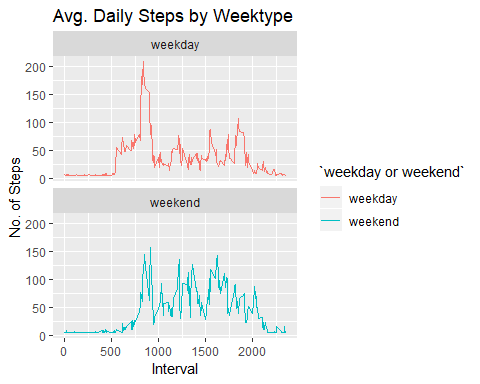 Avg. Daily Steps by Weektype
weekday
200
150
100
50
0
weekend
200
150
100
50
0
No. of Steps
0 500 1000 1500 2000
Interval
`weekday or weekend`
weekday
weekend